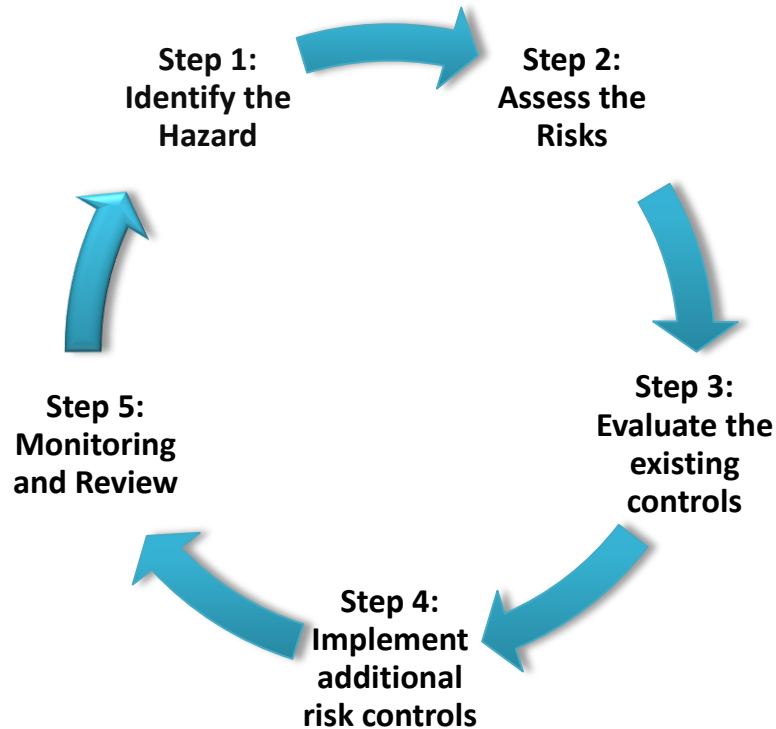 Step 1:
Identify the
Hazard
Step 2:
Assess the
Risks
Step 3:
Evaluate the
existing
controls
Step 4:
Implement
additional
risk controls
Step 5:
Monitoring
and Review